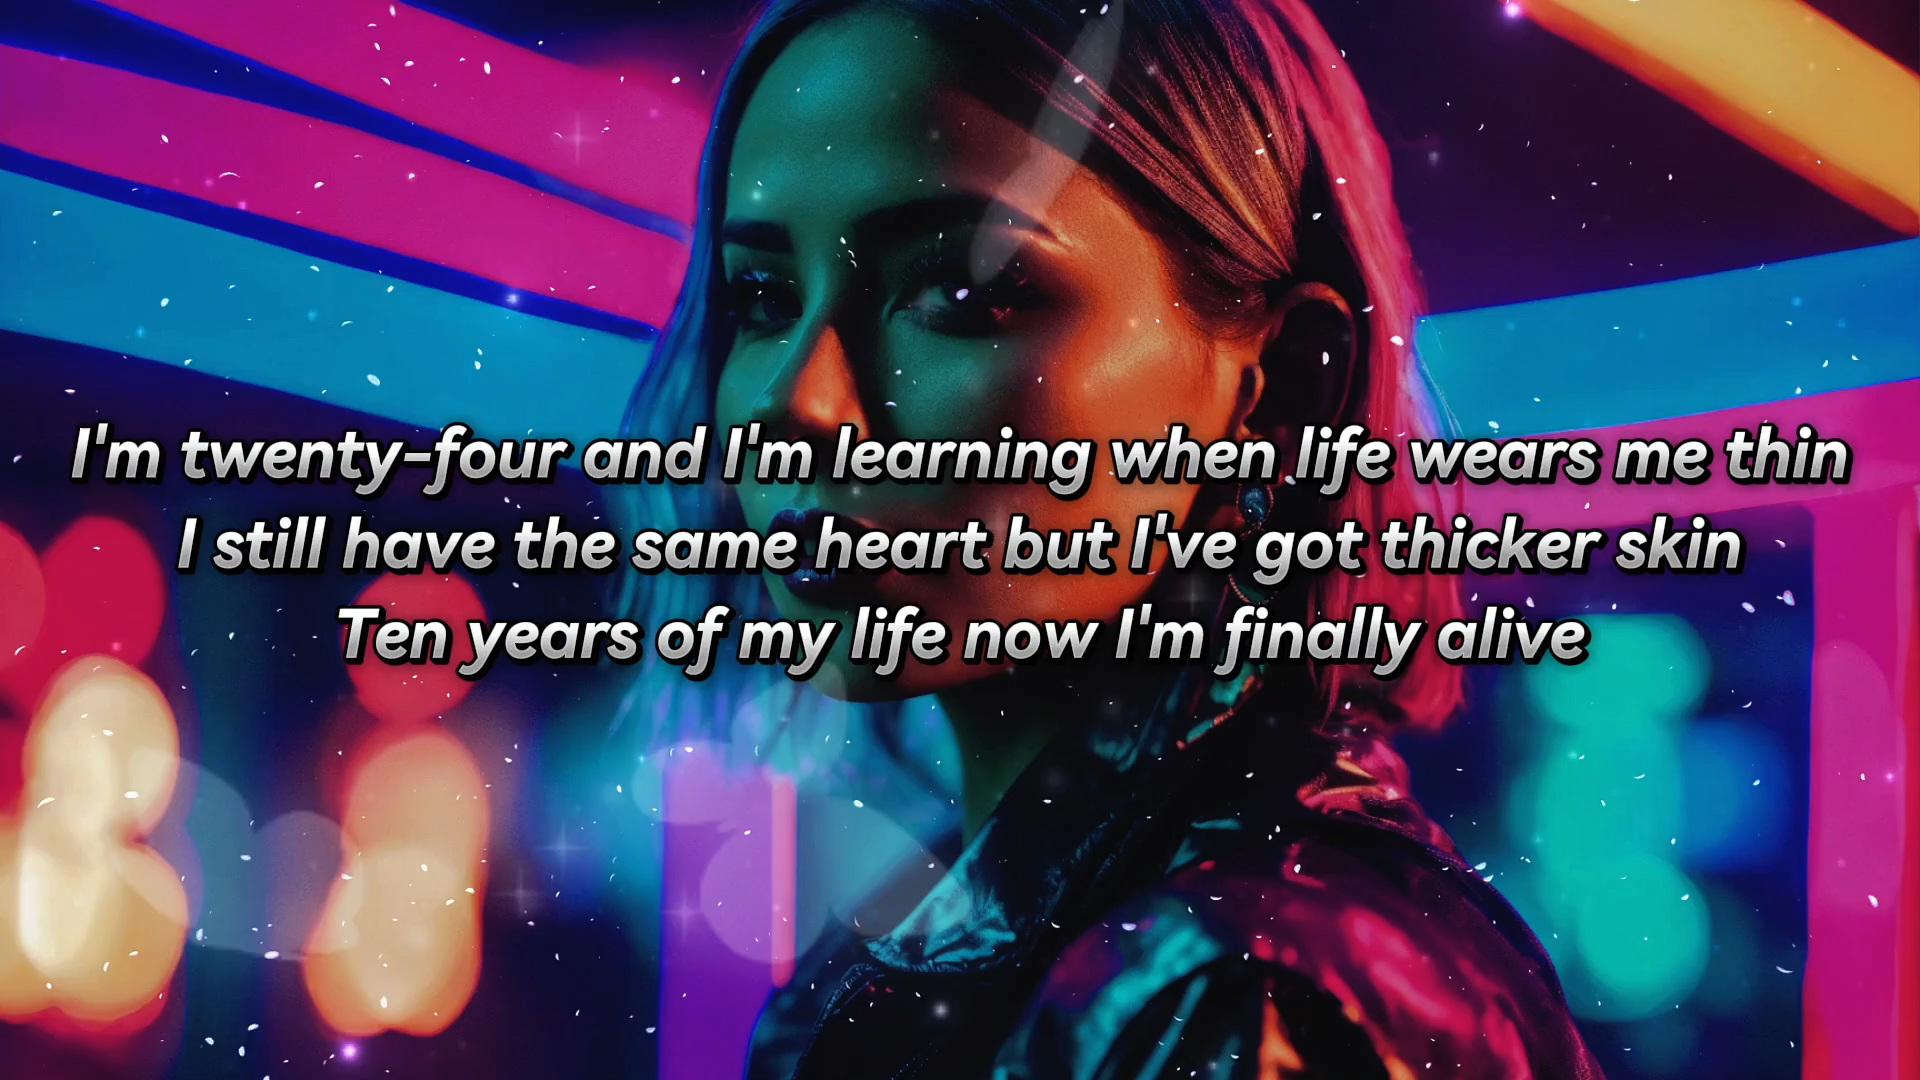 I'm twenty-four and I'm learning when life wears me thin
I still have the same heart but I've got thicker skin
Ten years of my life now I'm finally alive